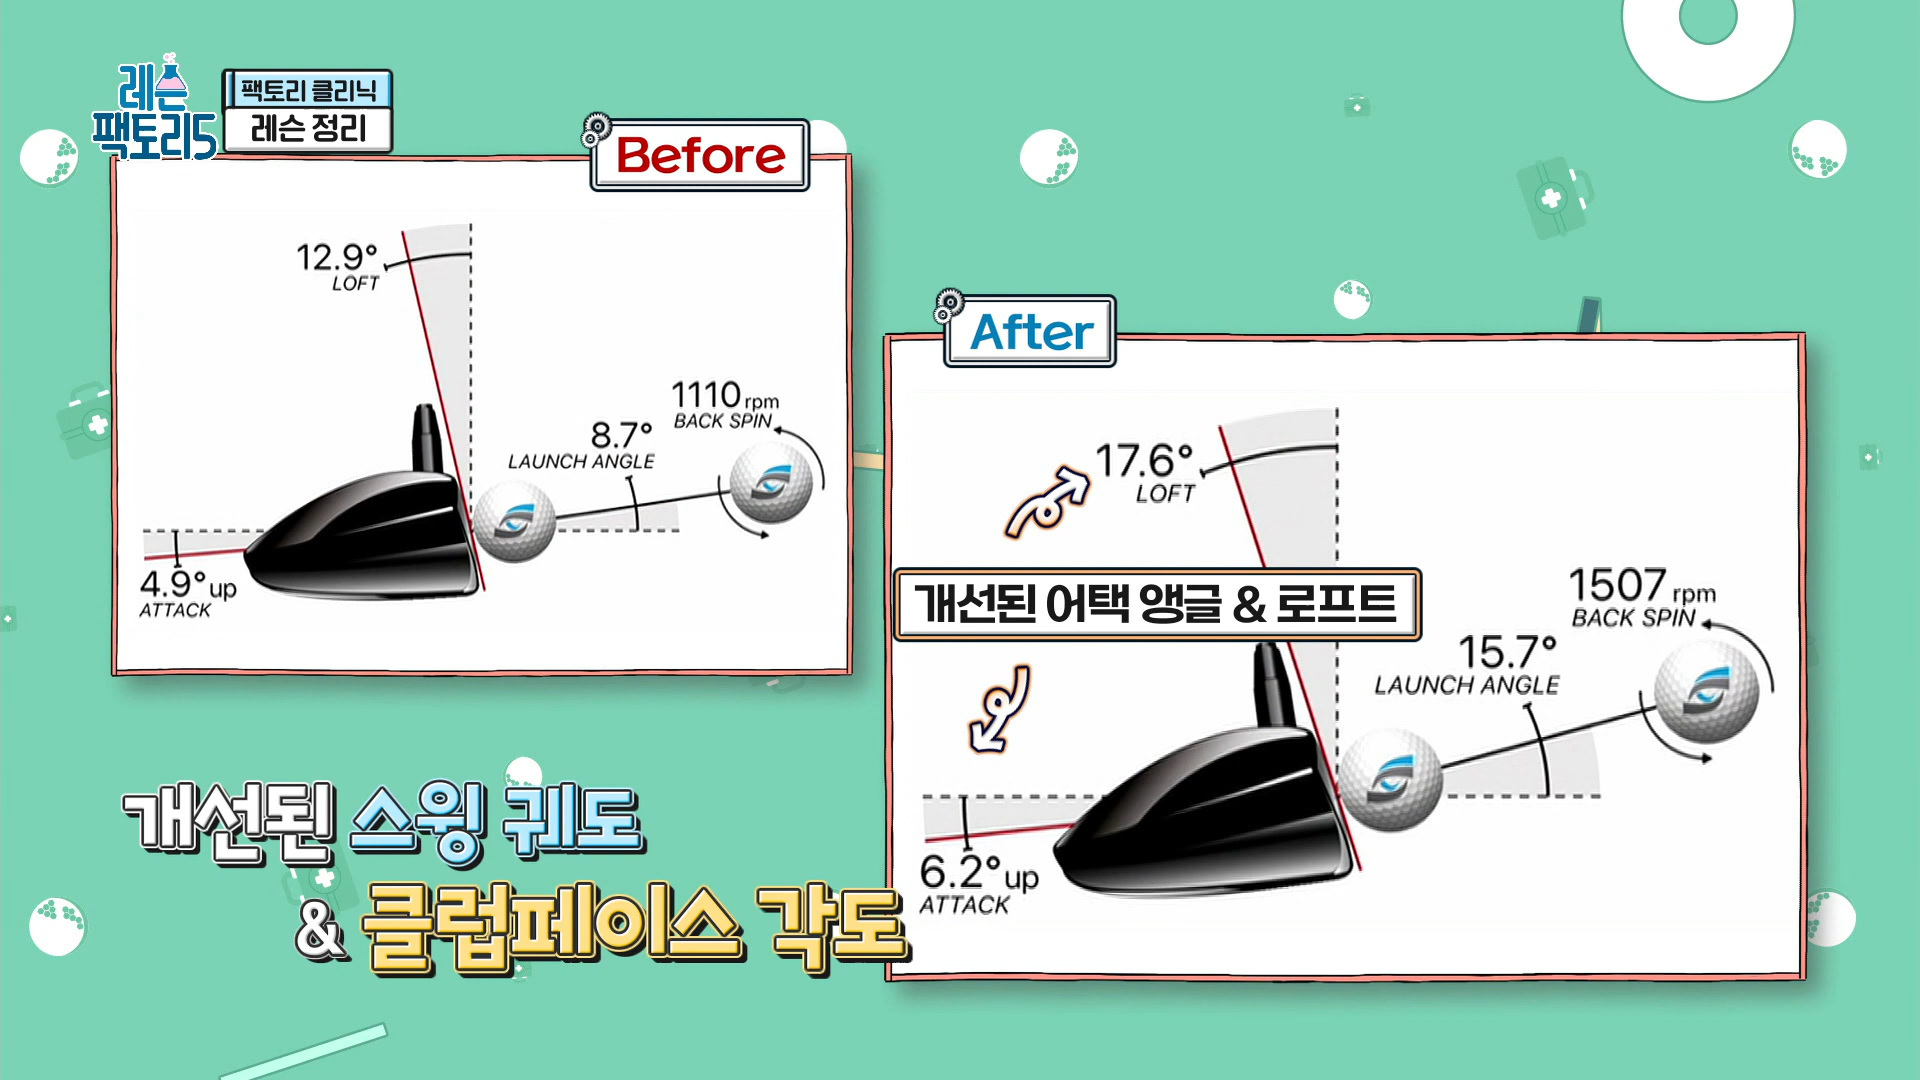 레슨
팩토리5
팩토리 클리닉
레슨 정리
Before
12.9°
LOFT
1110 rpm
BACK SPIN
8.7°
LAUNCH ANGLE
4.9° up
ATTACK
After
17.6°
LOFT
개선된 어택 앵글 & 로프트
1507 rpm
BACK SPIN
15.7°
LAUNCH ANGLE
6.2° up
ATTACK
개선된 스윙 궤도
& 클럽페이스 각도